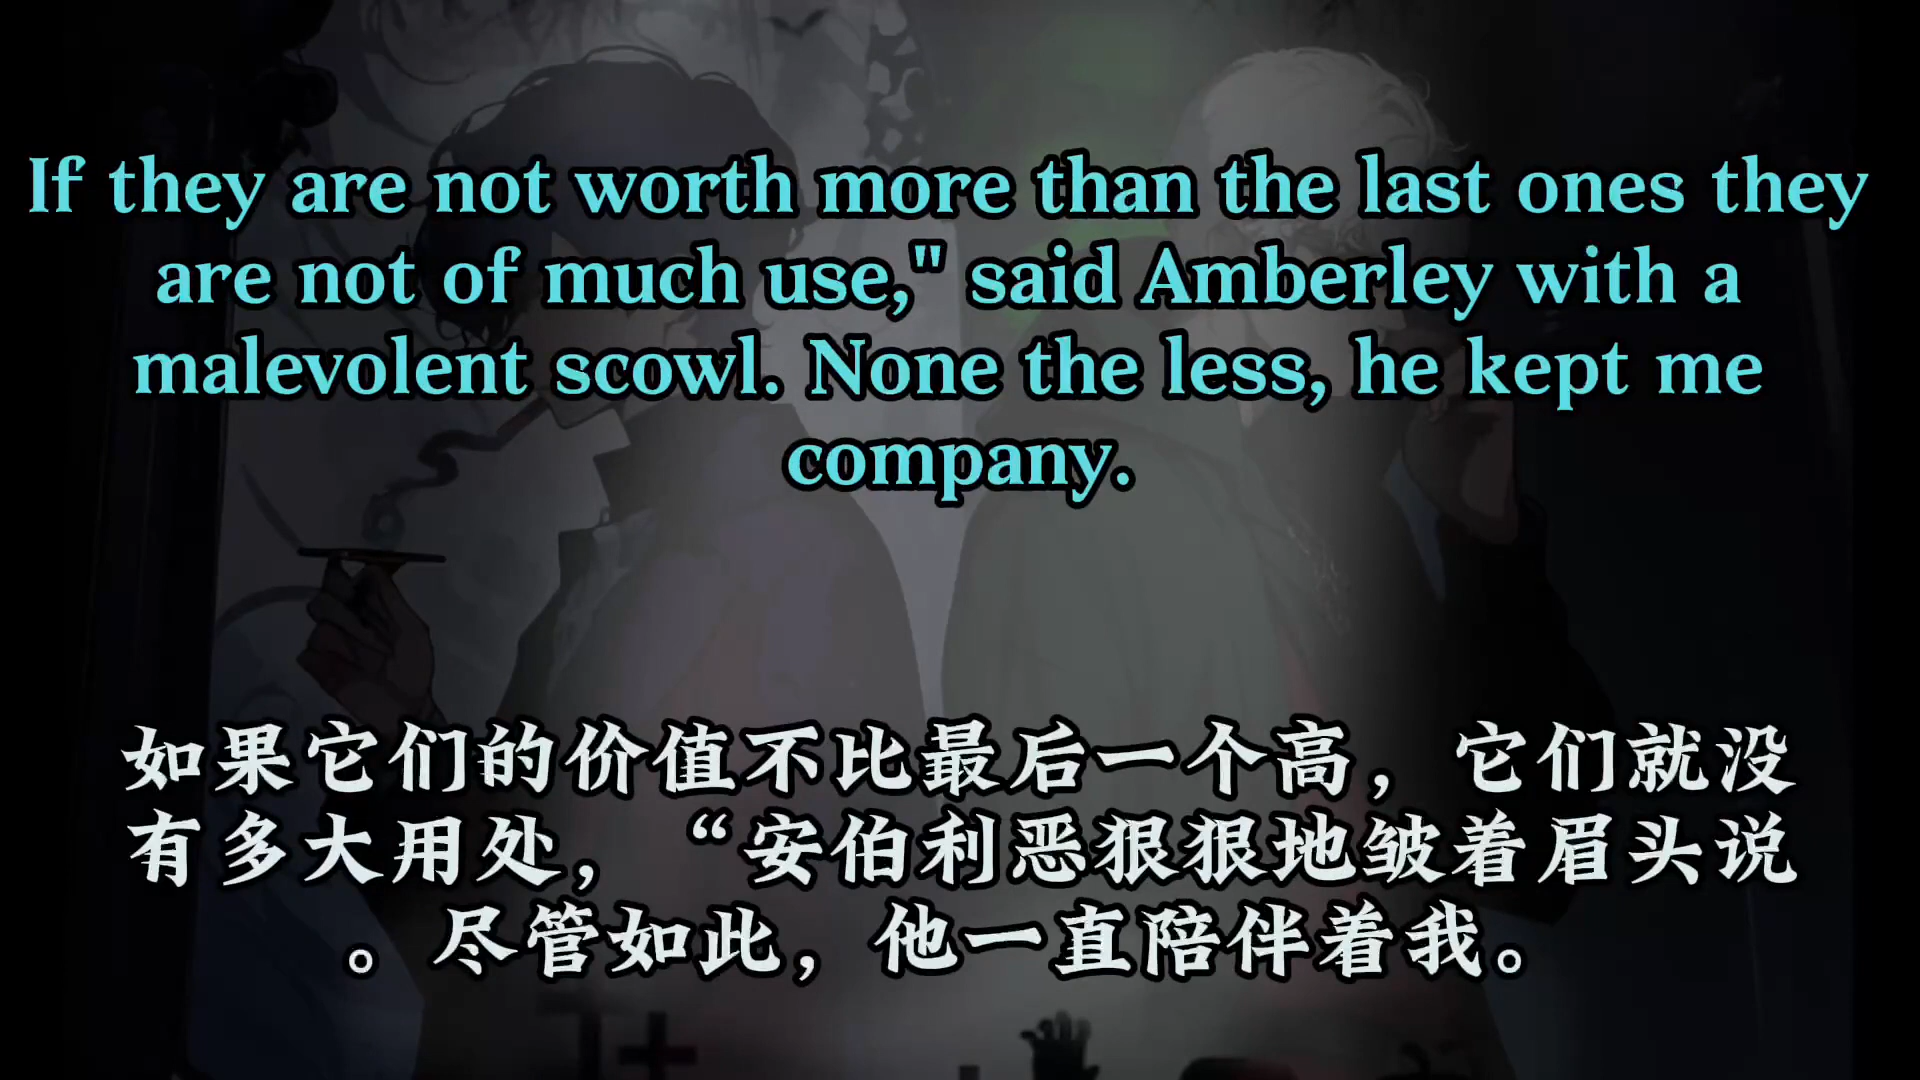 If they are not worth more than the last ones they
are not of much use," said Amberley with a
malevolent scowl. None the less, he kept me
company.
如果它们的价值不比最后一个高，它们就没
有多大用处，“安伯利恶狠狠地皱着眉头说
。尽管如此，他一直陪伴着我。